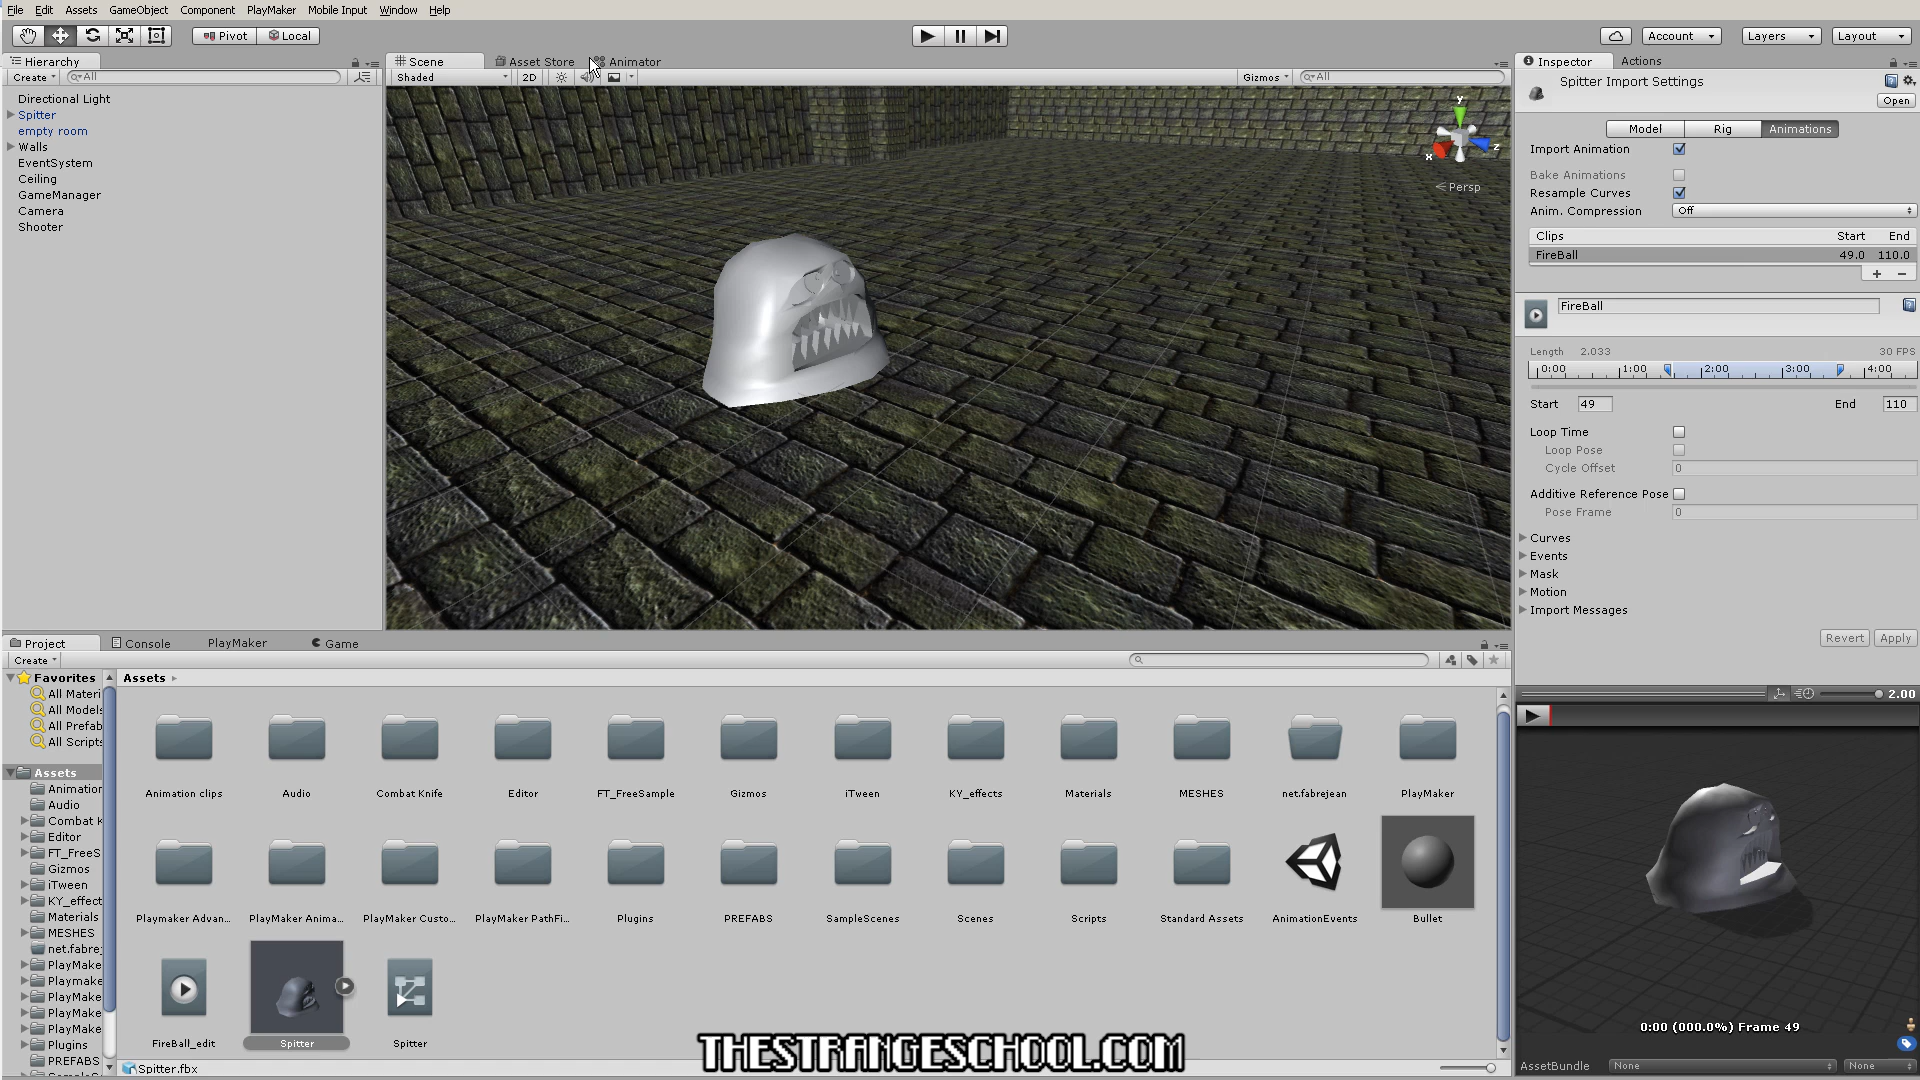 File Edit Assets GameObject Component PlayMaker Mobile Input Window Help
Pivot Local Account Layers Layout
Hierarchy
Create All
Directional Light
Spitter
empty room
Walls
EventSystem
Ceiling
GameManager
Camera
Shooter
Scene Asset Store Animator
Shaded 2D Gizmos All
y
x
z
Persp
Inspector Actions
Spitter Import Settings
Open
Model Rig Animations
Import Animation
Bake Animations
Resample Curves
Anim. Compression Off
Clips Start End
FireBall 49.0 110.0
FireBall
Length 2.033 30 FPS
0:00 1:00 2:00 3:00 4:00
Start 49 End 110
Loop Time
Loop Pose
Cycle Offset 0
Additive Reference Pose
Pose Frame 0
Curves
Events
Mask
Motion
Import Messages
Revert Apply
2.00
0:00 (000.0%) Frame 49
AssetBundle None None
Project Console PlayMaker Game
Create
Favorites
All Materi
All Models
All Prefab
All Scripts
Assets
Animation
Audio
Combat K
Editor
FT_FreeS
Gizmos
iTween
KY_effect
Materials
MESHES
net.fabrej
PlayMake
Playmake
PlayMake
PlayMake
PlayMake
Plugins
PREFABS
Assets
Animation clips Audio Combat Knife Editor FT_FreeSample Gizmos iTween KY_effects Materials MESHES net.fabrejean PlayMaker
Playmaker Advan... PlayMaker Anima... PlayMaker Custo... PlayMaker PathFi... Plugins PREFABS SampleScenes Scenes Scripts Standard Assets AnimationEvents Bullet
FireBall_edit Spitter Spitter
Spitter.fbx
THESTRANGESCHOOL.COM